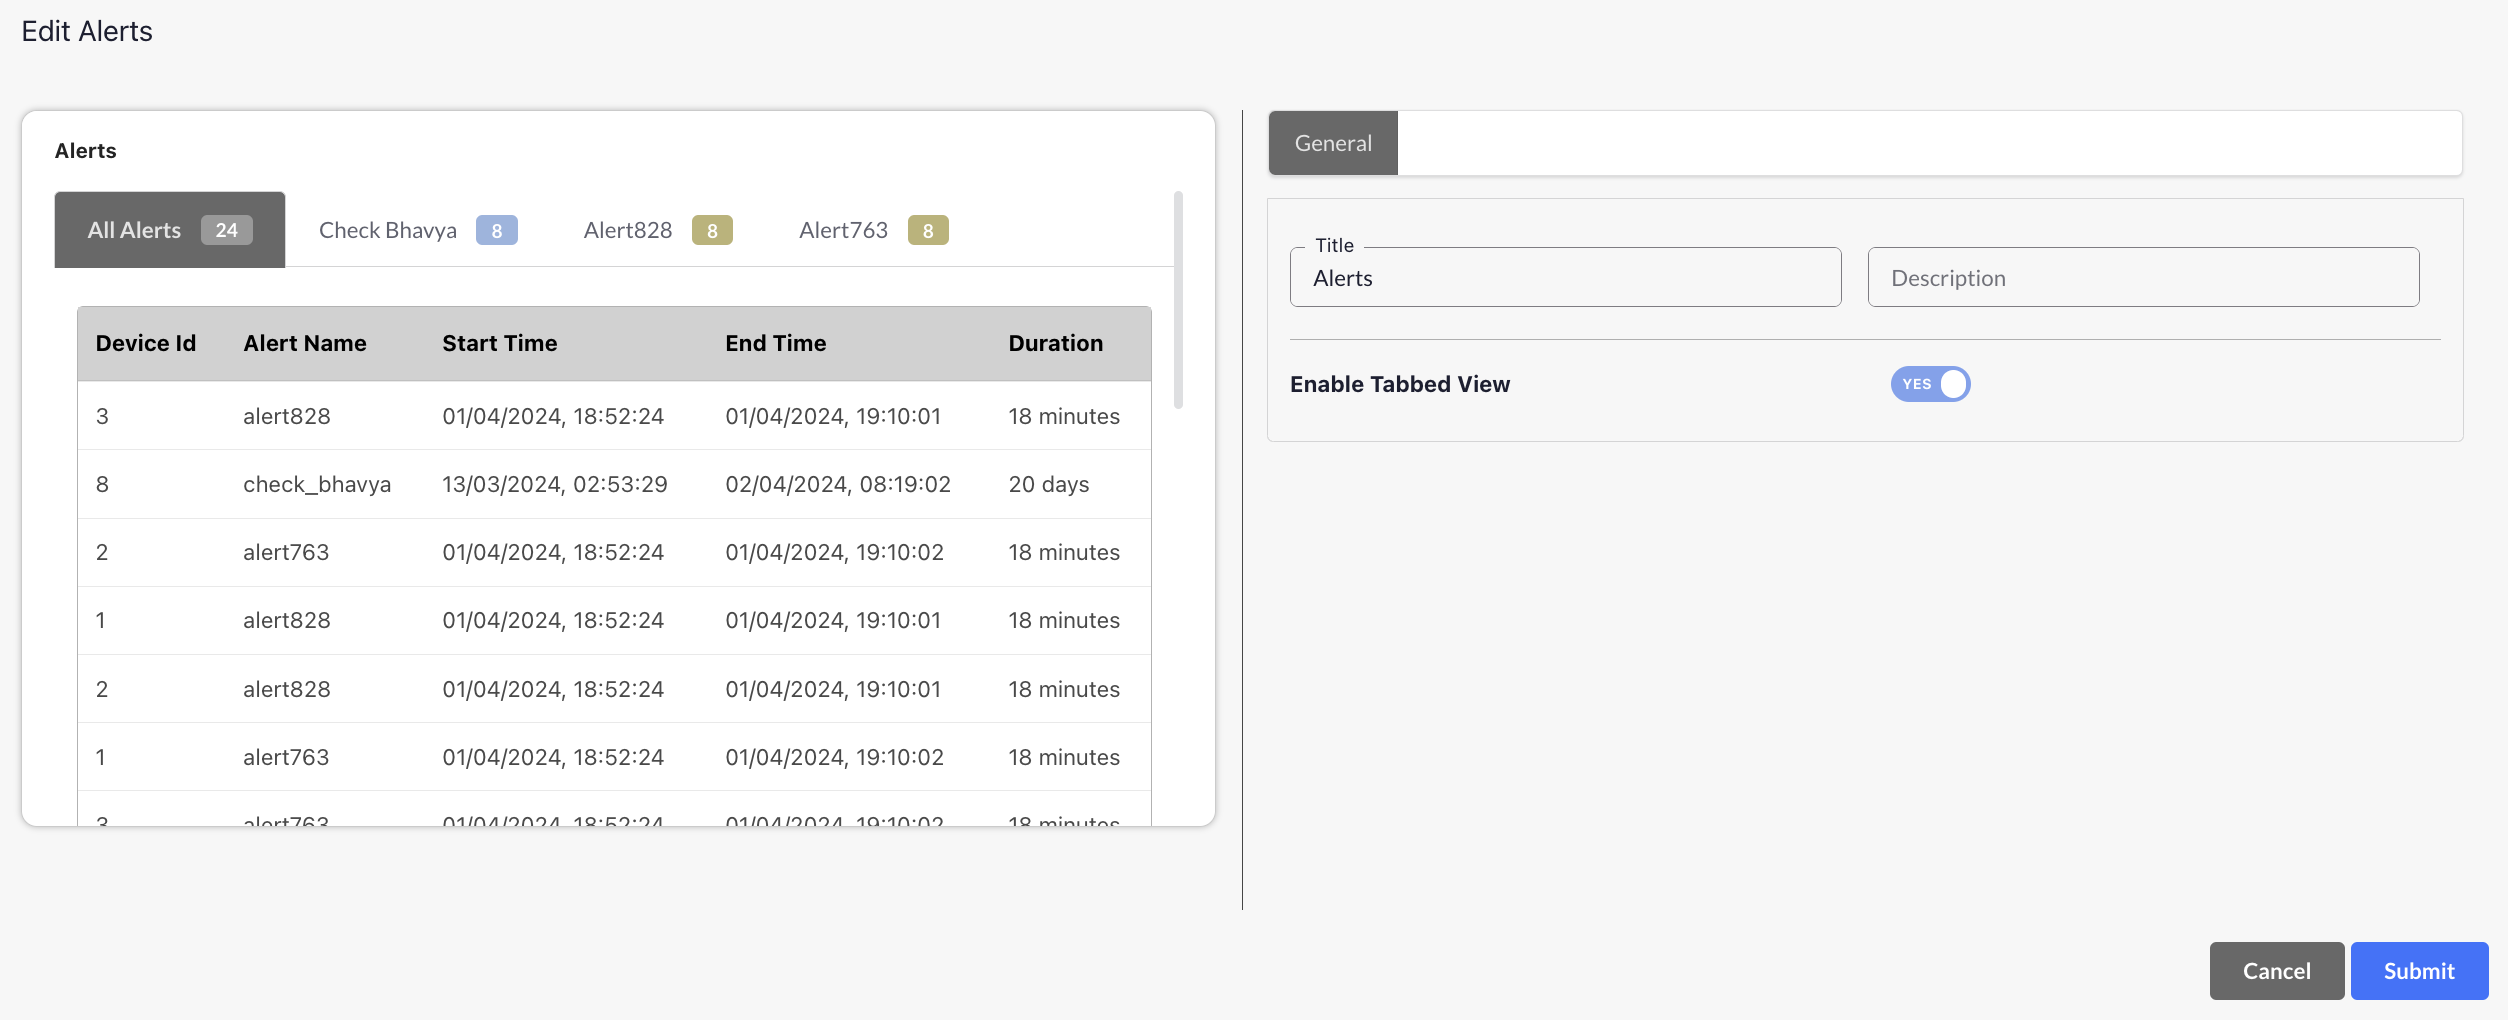 Edit Alerts
Alerts
All Alerts 24 Check Bhavya 8 Alert828 8 Alert763 8
Device Id Alert Name Start Time End Time Duration
3 alert828 01/04/2024, 18:52:24 01/04/2024, 19:10:01 18 minutes
8 check_bhavya 13/03/2024, 02:53:29 02/04/2024, 08:19:02 20 days
2 alert763 01/04/2024, 18:52:24 01/04/2024, 19:10:02 18 minutes
1 alert828 01/04/2024, 18:52:24 01/04/2024, 19:10:01 18 minutes
2 alert828 01/04/2024, 18:52:24 01/04/2024, 19:10:01 18 minutes
1 alert763 01/04/2024, 18:52:24 01/04/2024, 19:10:02 18 minutes
3 alert763 01/04/2024, 18:52:24 01/04/2024, 19:10:02 18 minutes
General
Title
Alerts
Description
Enable Tabbed View YES
Cancel Submit